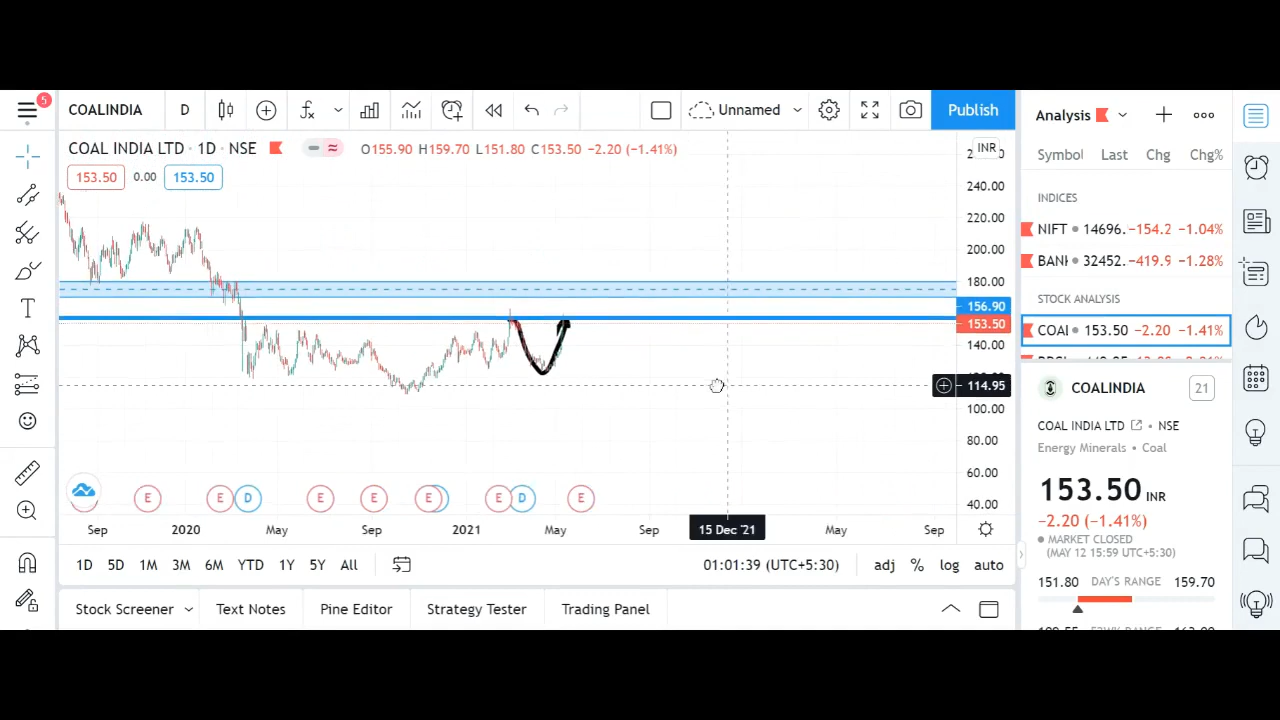 5
COALINDIA D Unnamed Publish
Analysis
COAL INDIA LTD · 1D · NSE O155.90 H159.70 L151.80 C153.50 −2.20 (−1.41%)
INR
153.50 0.00 153.50
Symbol Last Chg Chg%
INDICES
NIFT 14696. −154.2 −1.04%
BANK 32452. −419.9 −1.28%
STOCK ANALYSIS
COAI 153.50 −2.20 −1.41%
240.00
220.00
200.00
180.00
156.90
153.50
140.00
114.95
100.00
80.00
60.00
40.00
COALINDIA 21
COAL INDIA LTD • NSE
Energy Minerals • Coal
153.50 INR
−2.20 (−1.41%)
MARKET CLOSED
(MAY 12 15:59 UTC+5:30)
151.80 DAY'S RANGE 159.70
E E D E E E E D E
Sep 2020 May Sep 2021 May Sep 15 Dec '21 May Sep
1D 5D 1M 3M 6M YTD 1Y 5Y All 01:01:39 (UTC+5:30) adj % log auto
Stock Screener Text Notes Pine Editor Strategy Tester Trading Panel